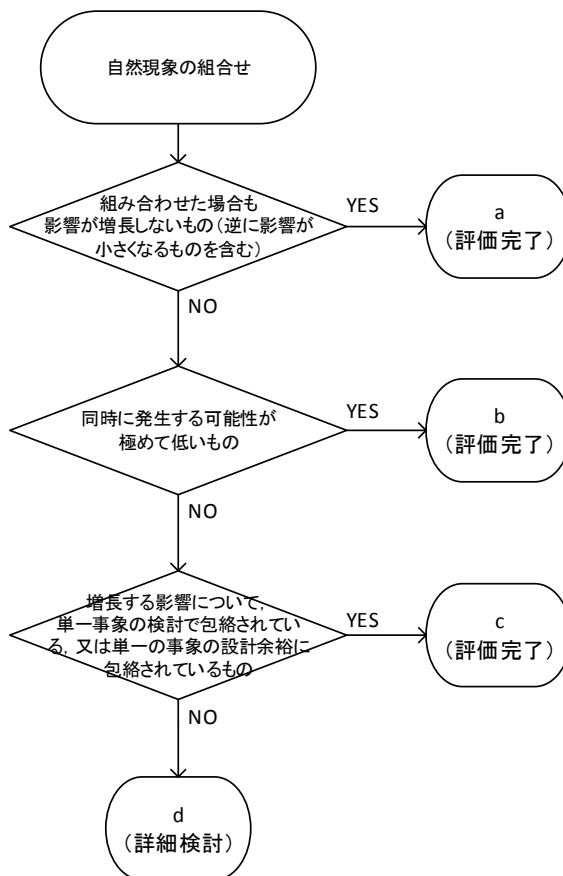 自然現象の組合せ
組み合わせた場合も
影響が増長しないもの（逆に影響が
小さくなるものを含む）
YES
a
（評価完了）
NO
同時に発生する可能性が
極めて低いもの
YES
b
（評価完了）
NO
増長する影響について，
単一事象の検討で包絡されてい
る，又は単一の事象の設計余裕に
包絡されているもの
YES
c
（評価完了）
NO
d
（詳細検討）